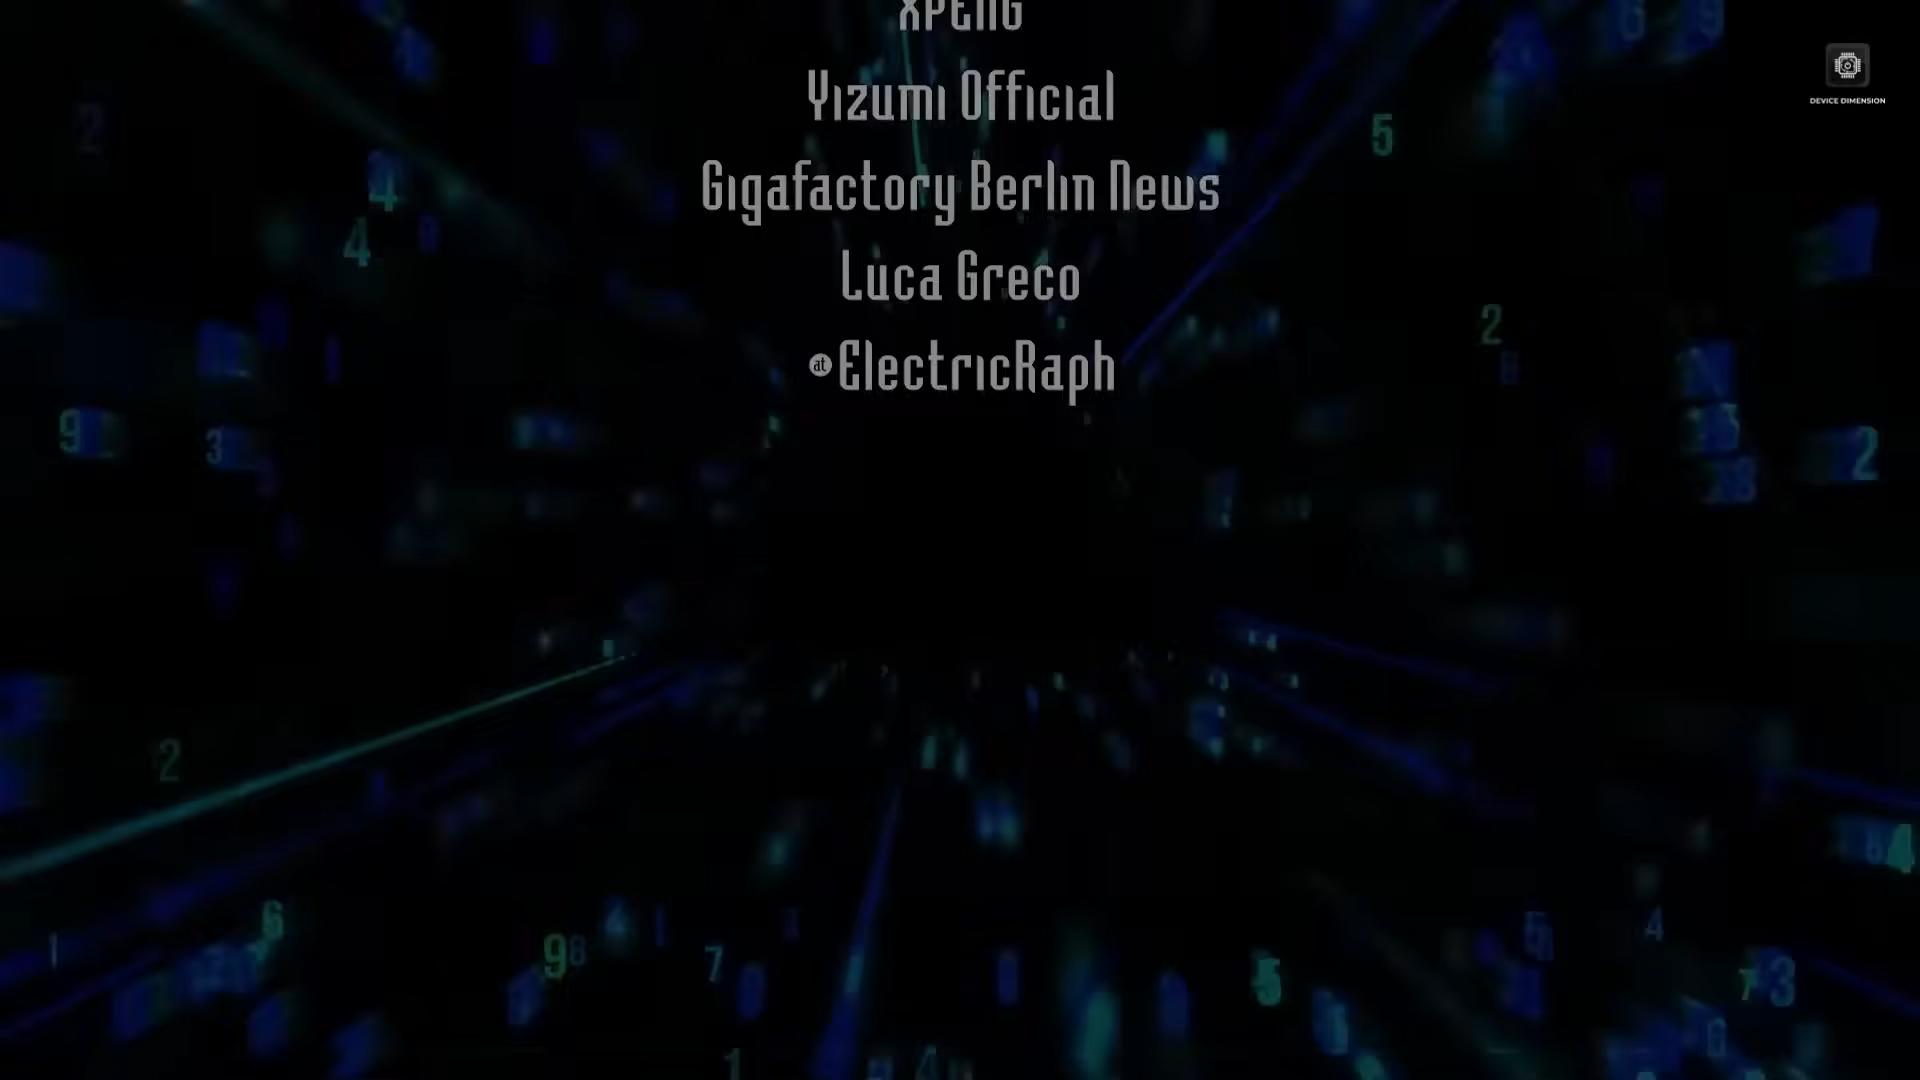 XPENG
Yizumi Official
Gigafactory Berlin News
Luca Greco
@ElectricRaph
DEVICE DIMENSION